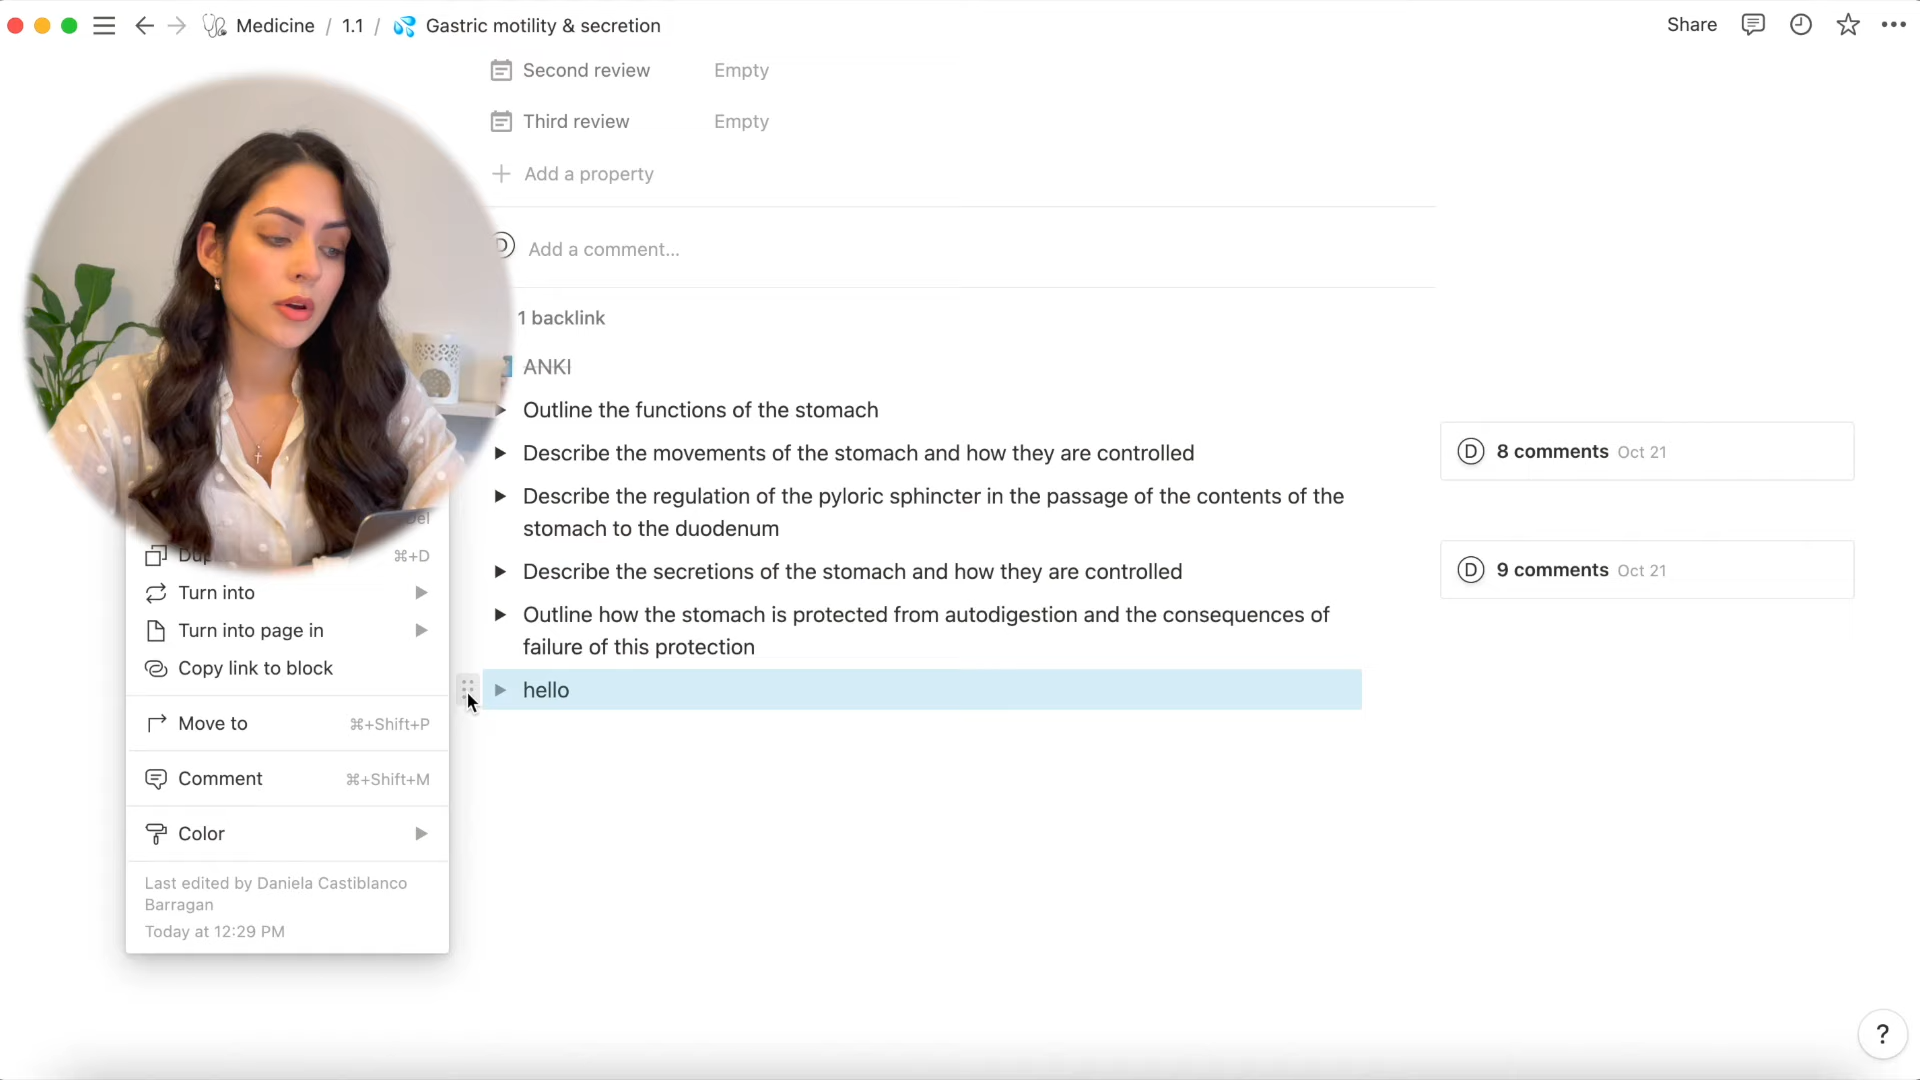 Medicine / 1.1 / Gastric motility & secretion
Share
Second review Empty
Third review Empty
Add a property
D Add a comment...
1 backlink
ANKI
Outline the functions of the stomach
Describe the movements of the stomach and how they are controlled
Describe the regulation of the pyloric sphincter in the passage of the contents of the
stomach to the duodenum
Describe the secretions of the stomach and how they are controlled
Outline how the stomach is protected from autodigestion and the consequences of
failure of this protection
hello
D 8 comments Oct 21
D 9 comments Oct 21
Del
⌘+D
Turn into
Turn into page in
Copy link to block
Move to ⌘+Shift+P
Comment ⌘+Shift+M
Color
Last edited by Daniela Castiblanco
Barragan
Today at 12:29 PM
?